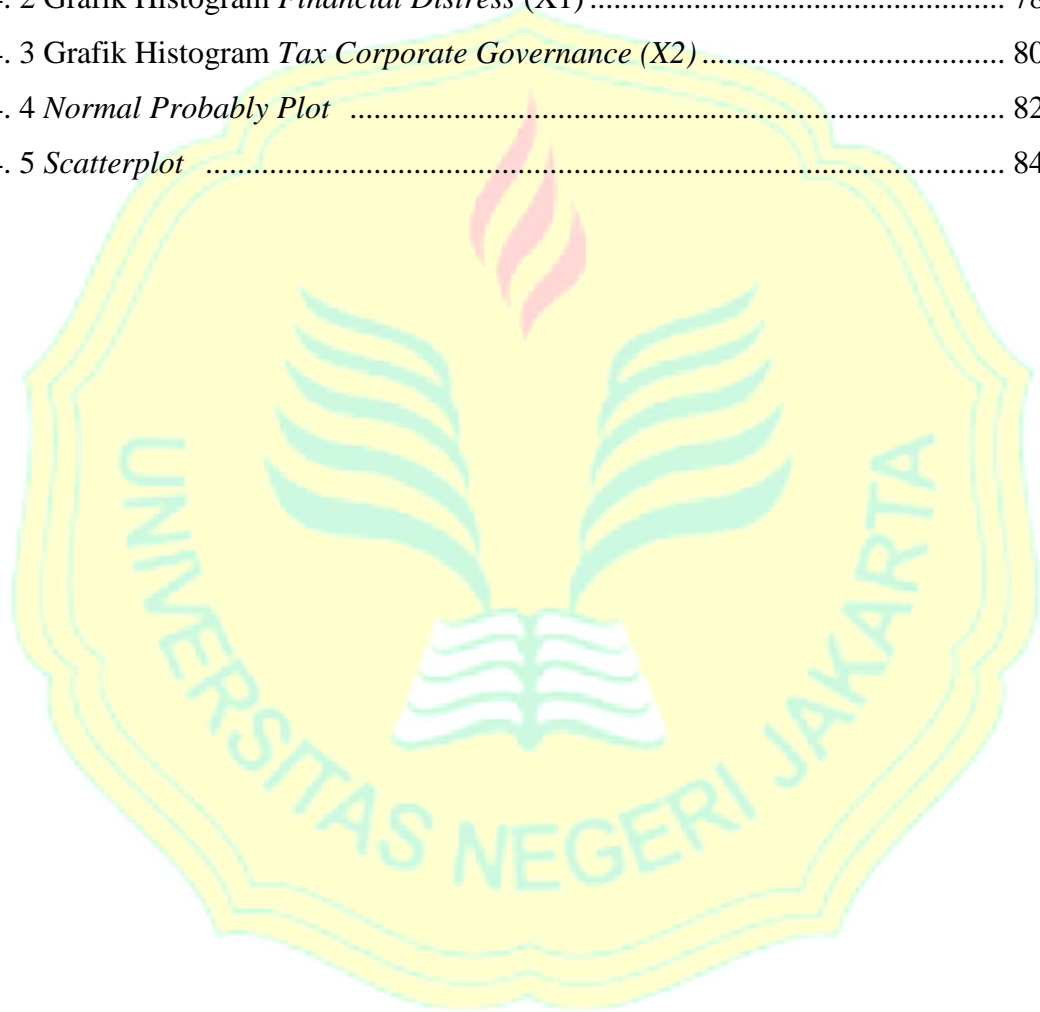 . 2 Grafik Histogram Financial Distress (X1) ................................................... 78
. 3 Grafik Histogram Tax Corporate Governance (X2) ...................................... 80
. 4 Normal Probably Plot .................................................................................. 82
. 5 Scatterplot .................................................................................................... 84
UNIVERSITAS NEGERI JAKARTA